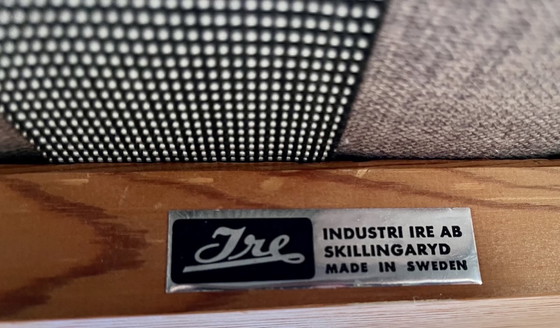 Ire
INDUSTRI IRE AB
SKILLINGARYD
MADE IN SWEDEN